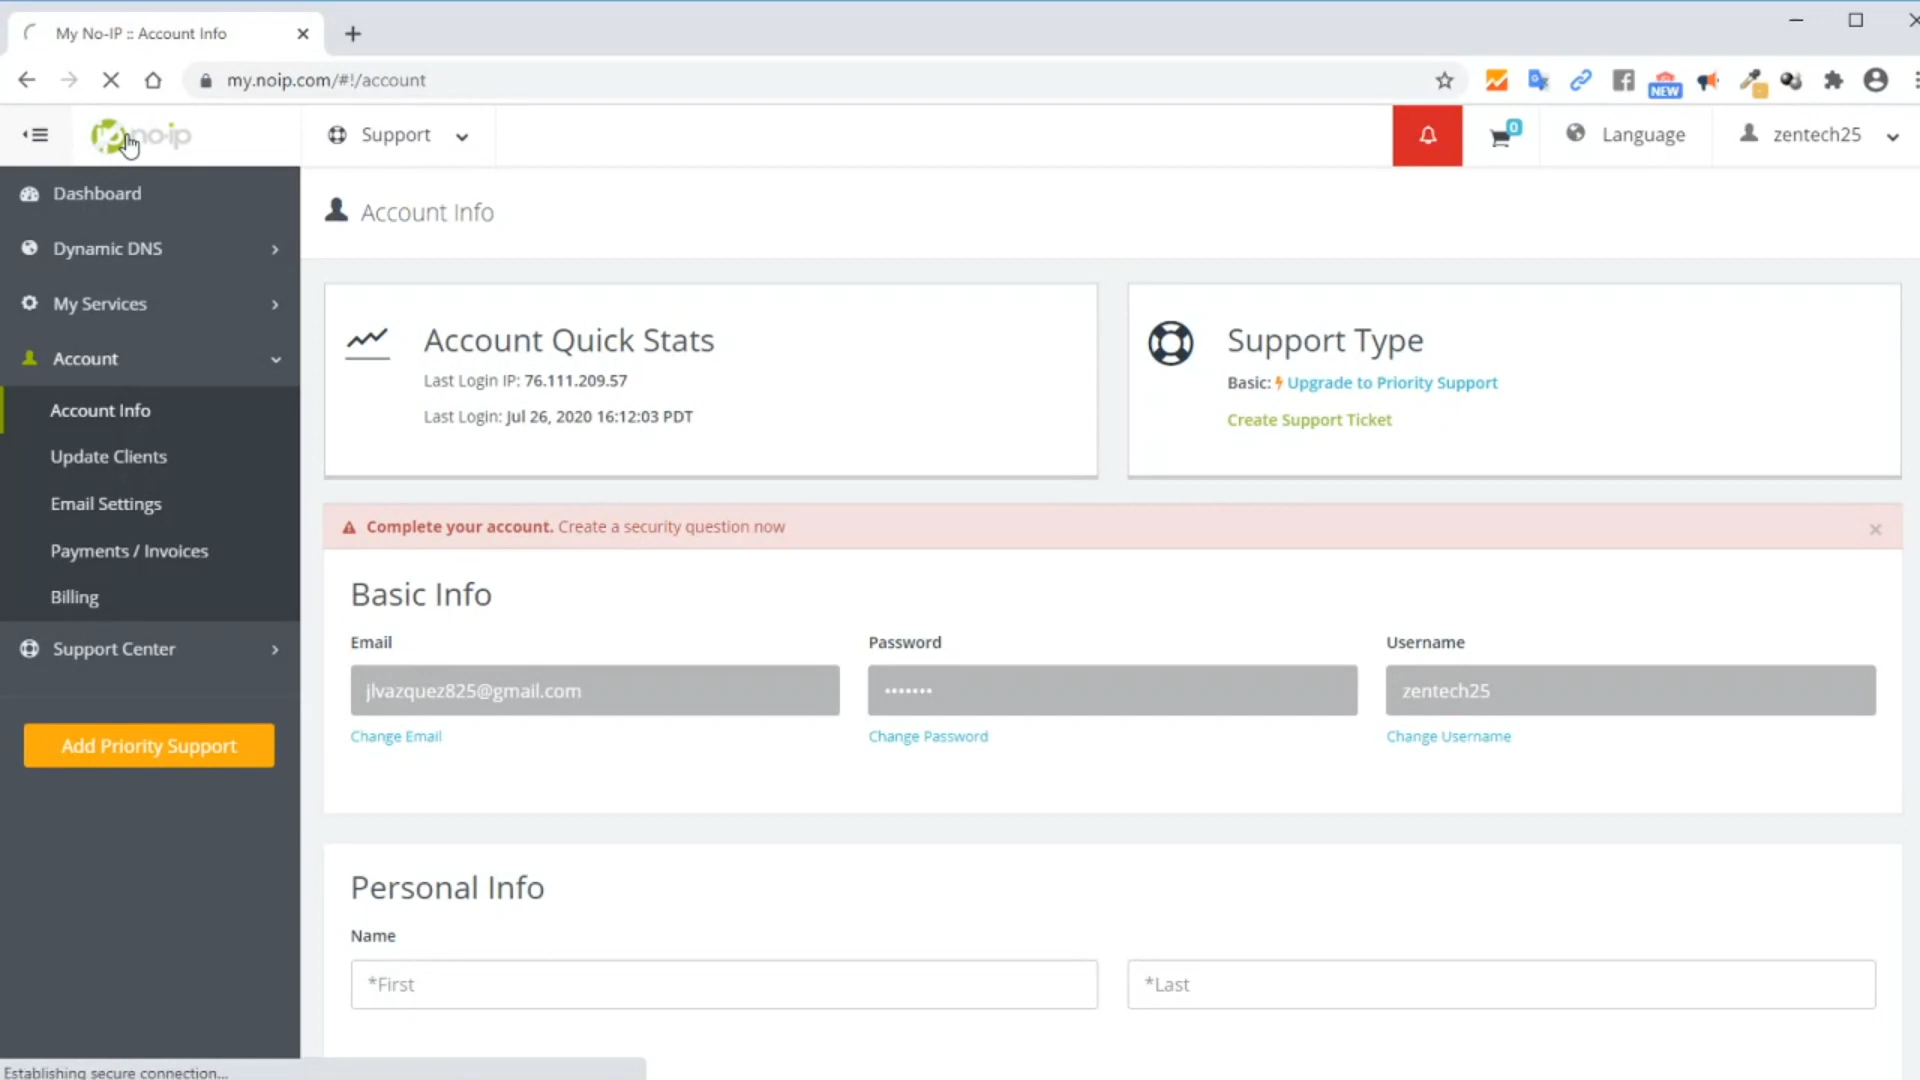 My No-IP :: Account Info
my.noip.com/#!/account
NEW
no-ip
Support
0
Language
zentech25
Dashboard
Dynamic DNS
My Services
Account
Account Info
Update Clients
Email Settings
Payments / Invoices
Billing
Support Center
Add Priority Support
Account Info
Account Quick Stats
Last Login IP: 76.111.209.57
Last Login: Jul 26, 2020 16:12:03 PDT
Support Type
Basic: Upgrade to Priority Support
Create Support Ticket
Complete your account. Create a security question now
Basic Info
Email
Password
Username
jlvazquez825@gmail.com
•••••••
zentech25
Change Email
Change Password
Change Username
Personal Info
Name
*First
*Last
Establishing secure connection...